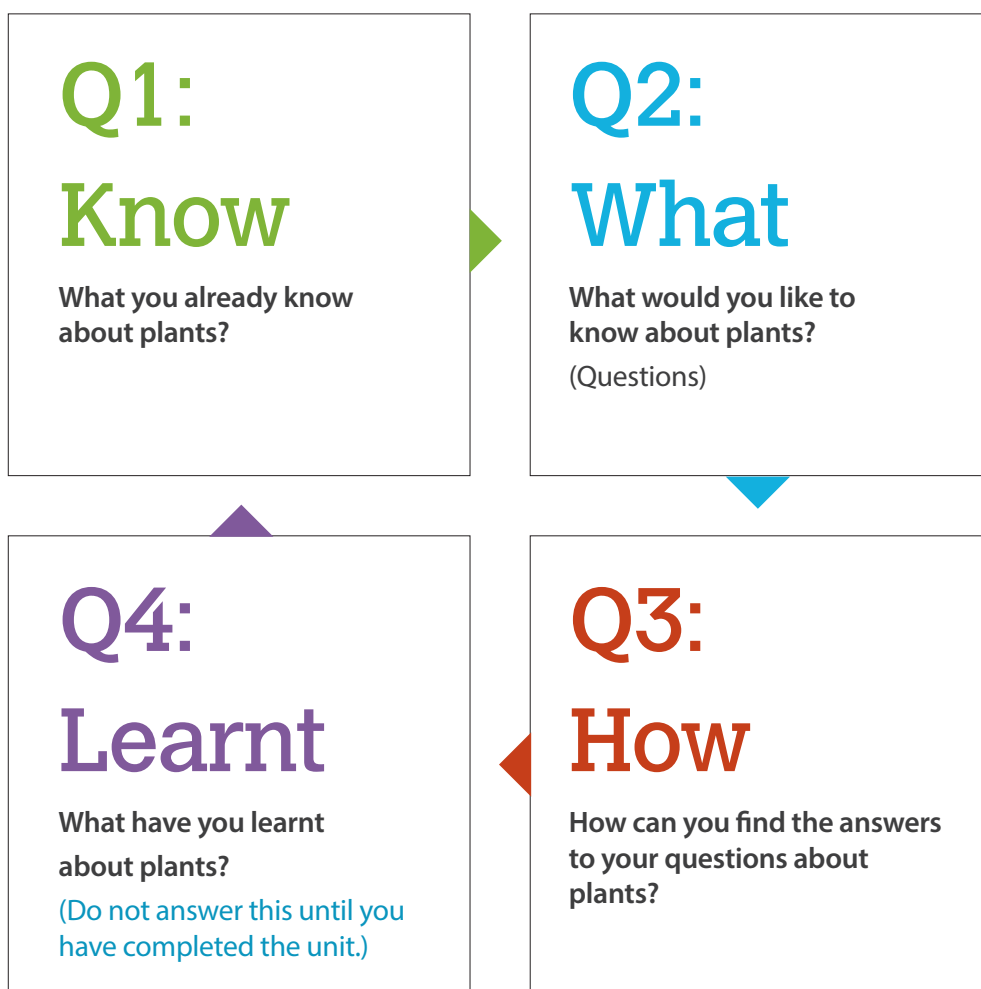 Q1:
Know
What you already know
about plants?
Q2:
What
What would you like to
know about plants?
(Questions)
Q3:
How
How can you find the answers
to your questions about
plants?
Q4:
Learnt
What have you learnt
about plants?
(Do not answer this until you
have completed the unit.)